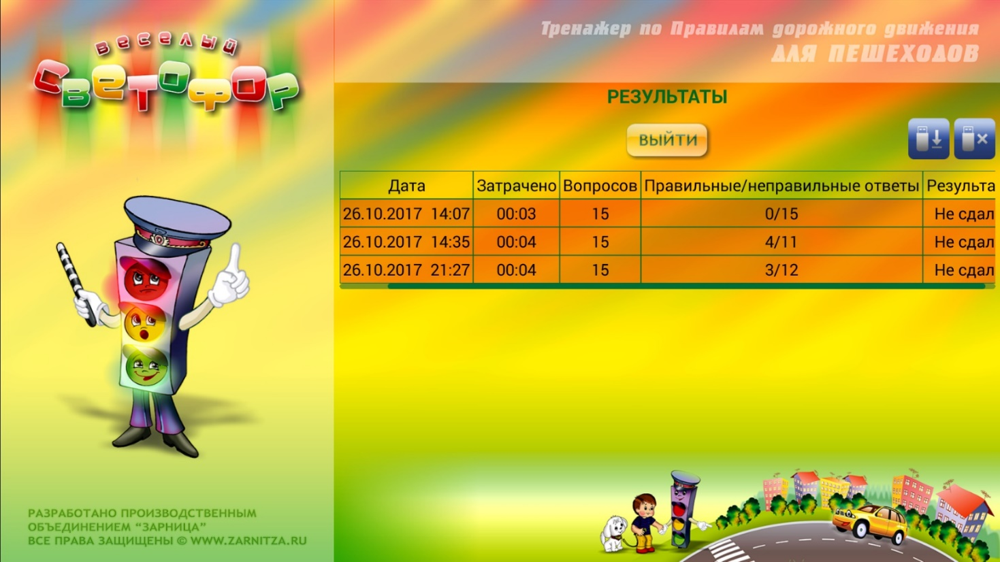 ВЕСЕЛЫЙ
СВЕТОФОР
Тренажер по Правилам дорожного движения
ДЛЯ ПЕШЕХОДОВ
РЕЗУЛЬТАТЫ
ВЫЙТИ
Дата Затрачено Вопросов Правильные/неправильные ответы Результа
26.10.2017 14:07 00:03 15 0/15 Не сдал
26.10.2017 14:35 00:04 15 4/11 Не сдал
26.10.2017 21:27 00:04 15 3/12 Не сдал
РАЗРАБОТАНО ПРОИЗВОДСТВЕННЫМ
ОБЪЕДИНЕНИЕМ “ЗАРНИЦА”
ВСЕ ПРАВА ЗАЩИЩЕНЫ © WWW.ZARNITZA.RU